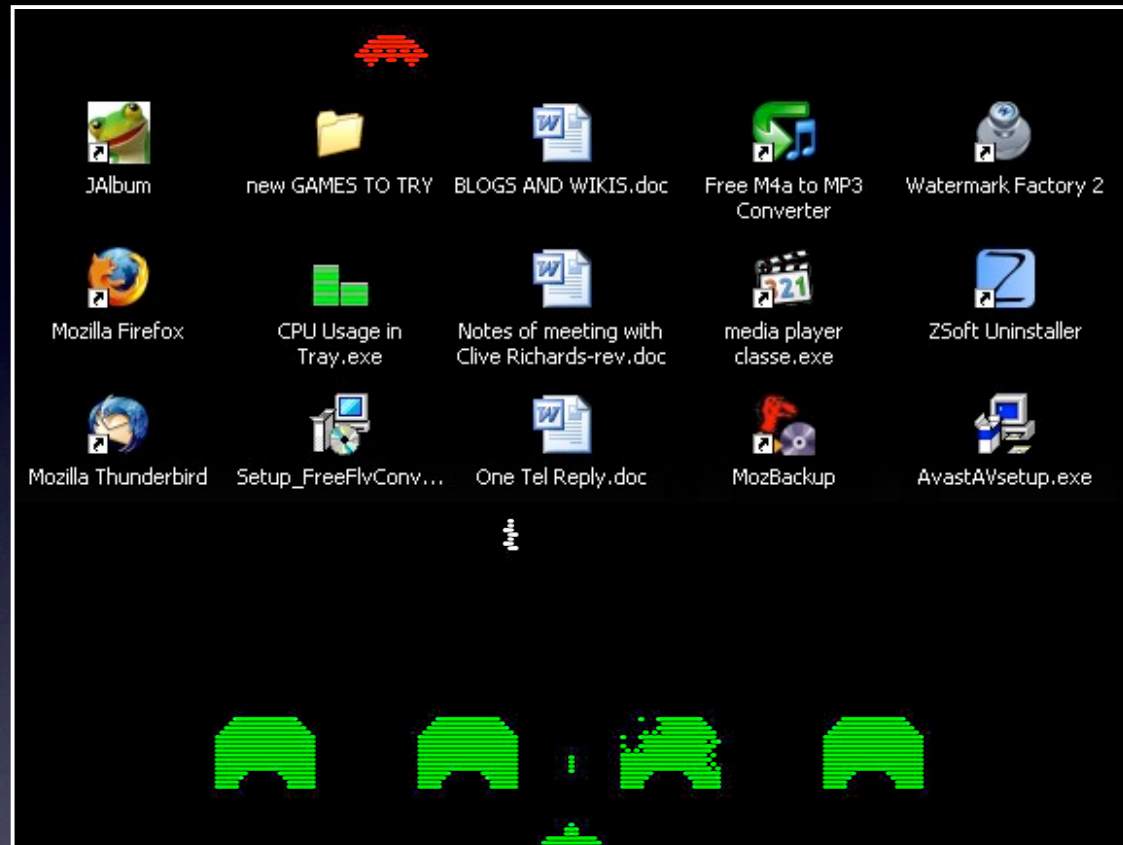 JAlbum
new GAMES TO TRY
BLOGS AND WIKIS.doc
Free M4a to MP3
Converter
Watermark Factory 2
Mozilla Firefox
CPU Usage in
Tray.exe
Notes of meeting with
Clive Richards-rev.doc
media player
classe.exe
ZSoft Uninstaller
Mozilla Thunderbird
Setup_FreeFlvConv...
One Tel Reply.doc
MozBackup
AvastAVsetup.exe